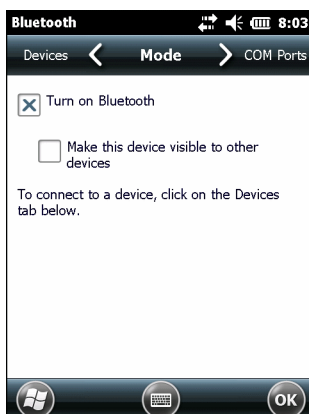 Bluetooth 8:03
Devices Mode COM Ports
Turn on Bluetooth
Make this device visible to other
devices
To connect to a device, click on the Devices
tab below.
OK